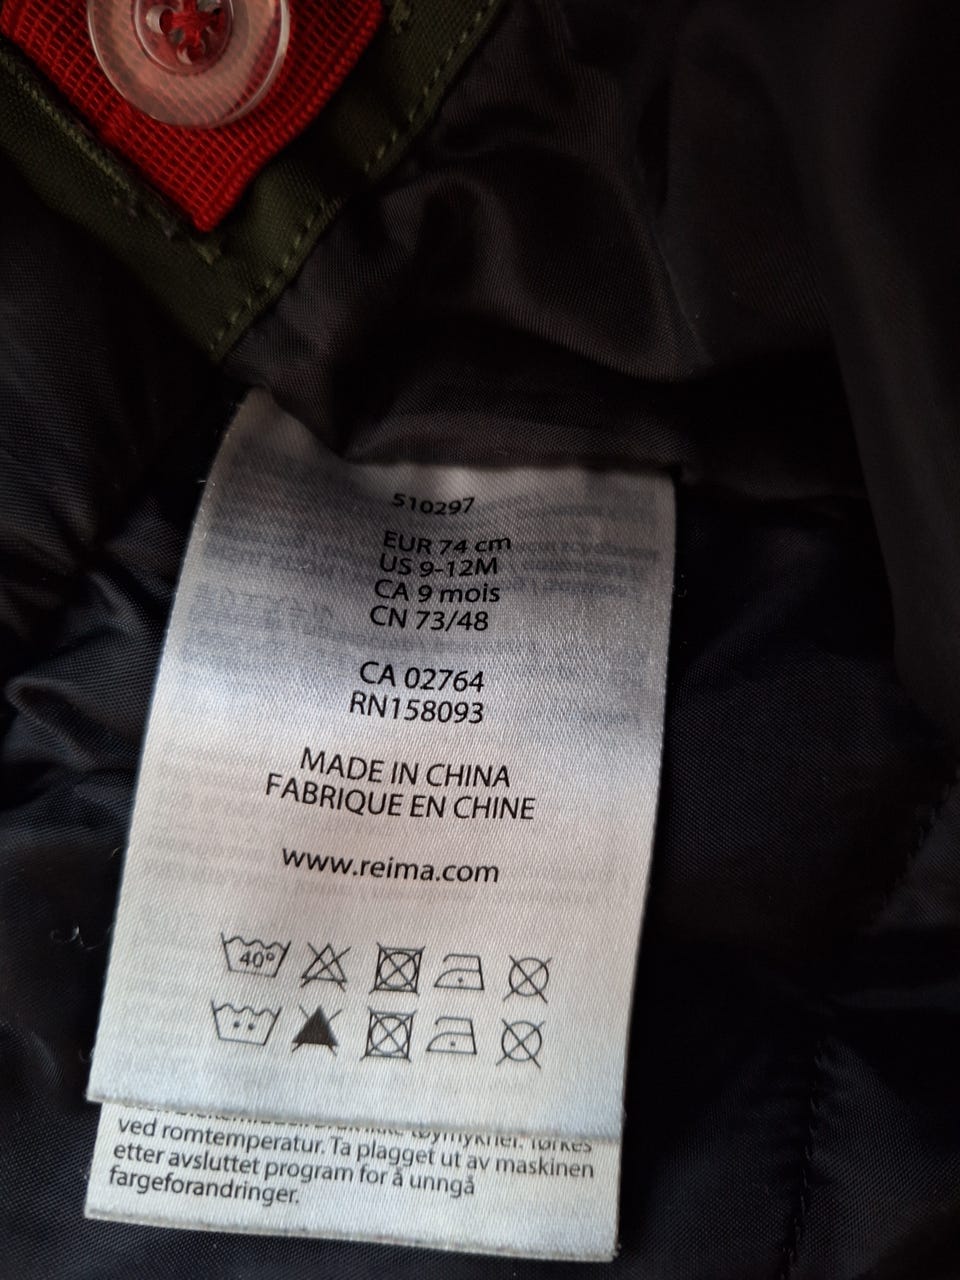 510297
EUR 74 cm
US 9-12M
CA 9 mois
CN 73/48
CA 02764
RN158093
MADE IN CHINA
FABRIQUE EN CHINE
www.reima.com
40°
tøymykner. Tørkes
ved romtemperatur. Ta plagget ut av maskinen
etter avsluttet program for å unngå
fargeforandringer.